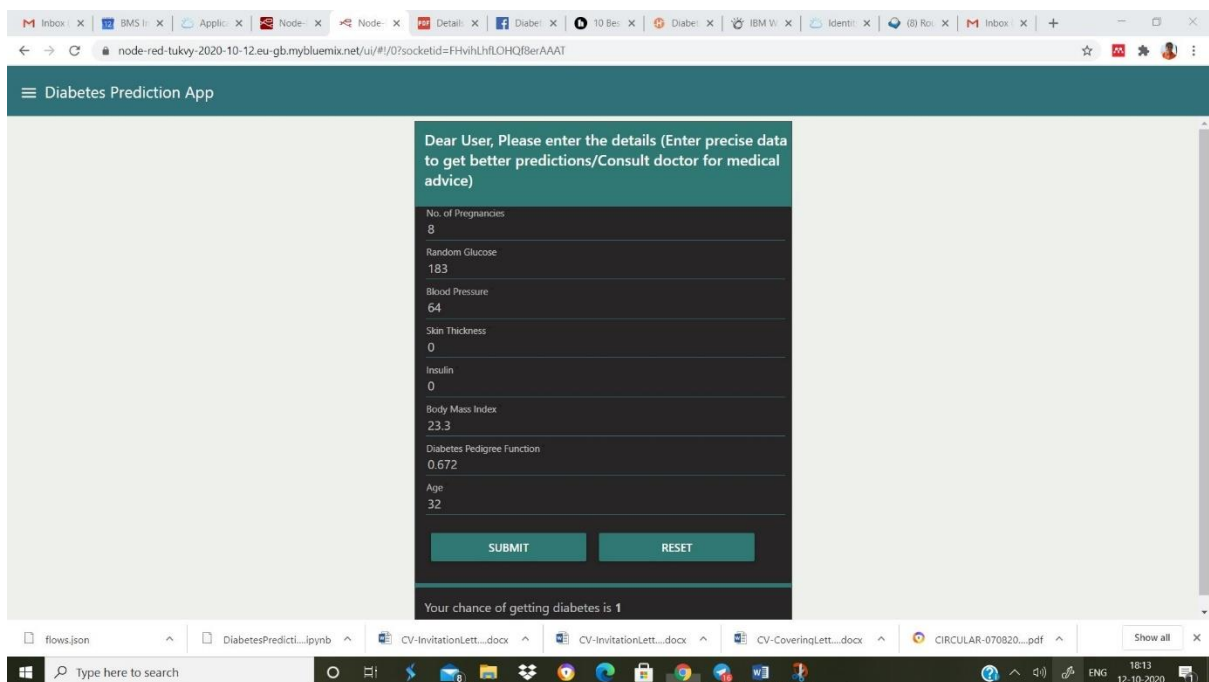 Inbox ( BMS In Applica Node- Node- Details Diabet 10 Bes Diabet IBM W Identit (8) Rou Inbox ( +
node-red-tukvy-2020-10-12.eu-gb.mybluemix.net/ui/#!/0?socketid=FHvihLhfLOHQf8erAAAT
Diabetes Prediction App
Dear User, Please enter the details (Enter precise data
to get better predictions/Consult doctor for medical
advice)
No. of Pregnancies
8
Random Glucose
183
Blood Pressure
64
Skin Thickness
0
Insulin
0
Body Mass Index
23.3
Diabetes Pedigree Function
0.672
Age
32
SUBMIT RESET
Your chance of getting diabetes is 1
flows.json DiabetesPredicti....ipynb CV-InvitationLett....docx CV-InvitationLett....docx CV-CoveringLett....docx CIRCULAR-070820....pdf Show all
Type here to search ENG 18:13
12-10-2020